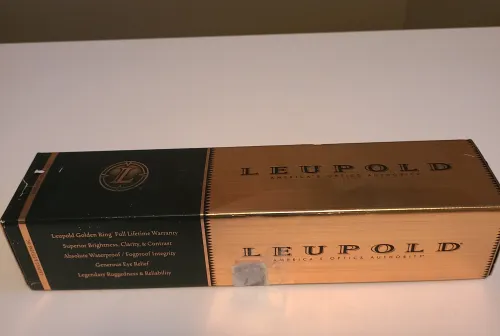 L
LEUPOLD
AMERICA'S OPTICS AUTHORITY
Leupold Golden Ring Full Lifetime Warranty
Superior Brightness, Clarity, & Contrast
Absolute Waterproof / Fogproof Integrity
Generous Eye Relief
Legendary Ruggedness & Reliability
LEUPOLD®
AMERICA'S OPTICS AUTHORITY